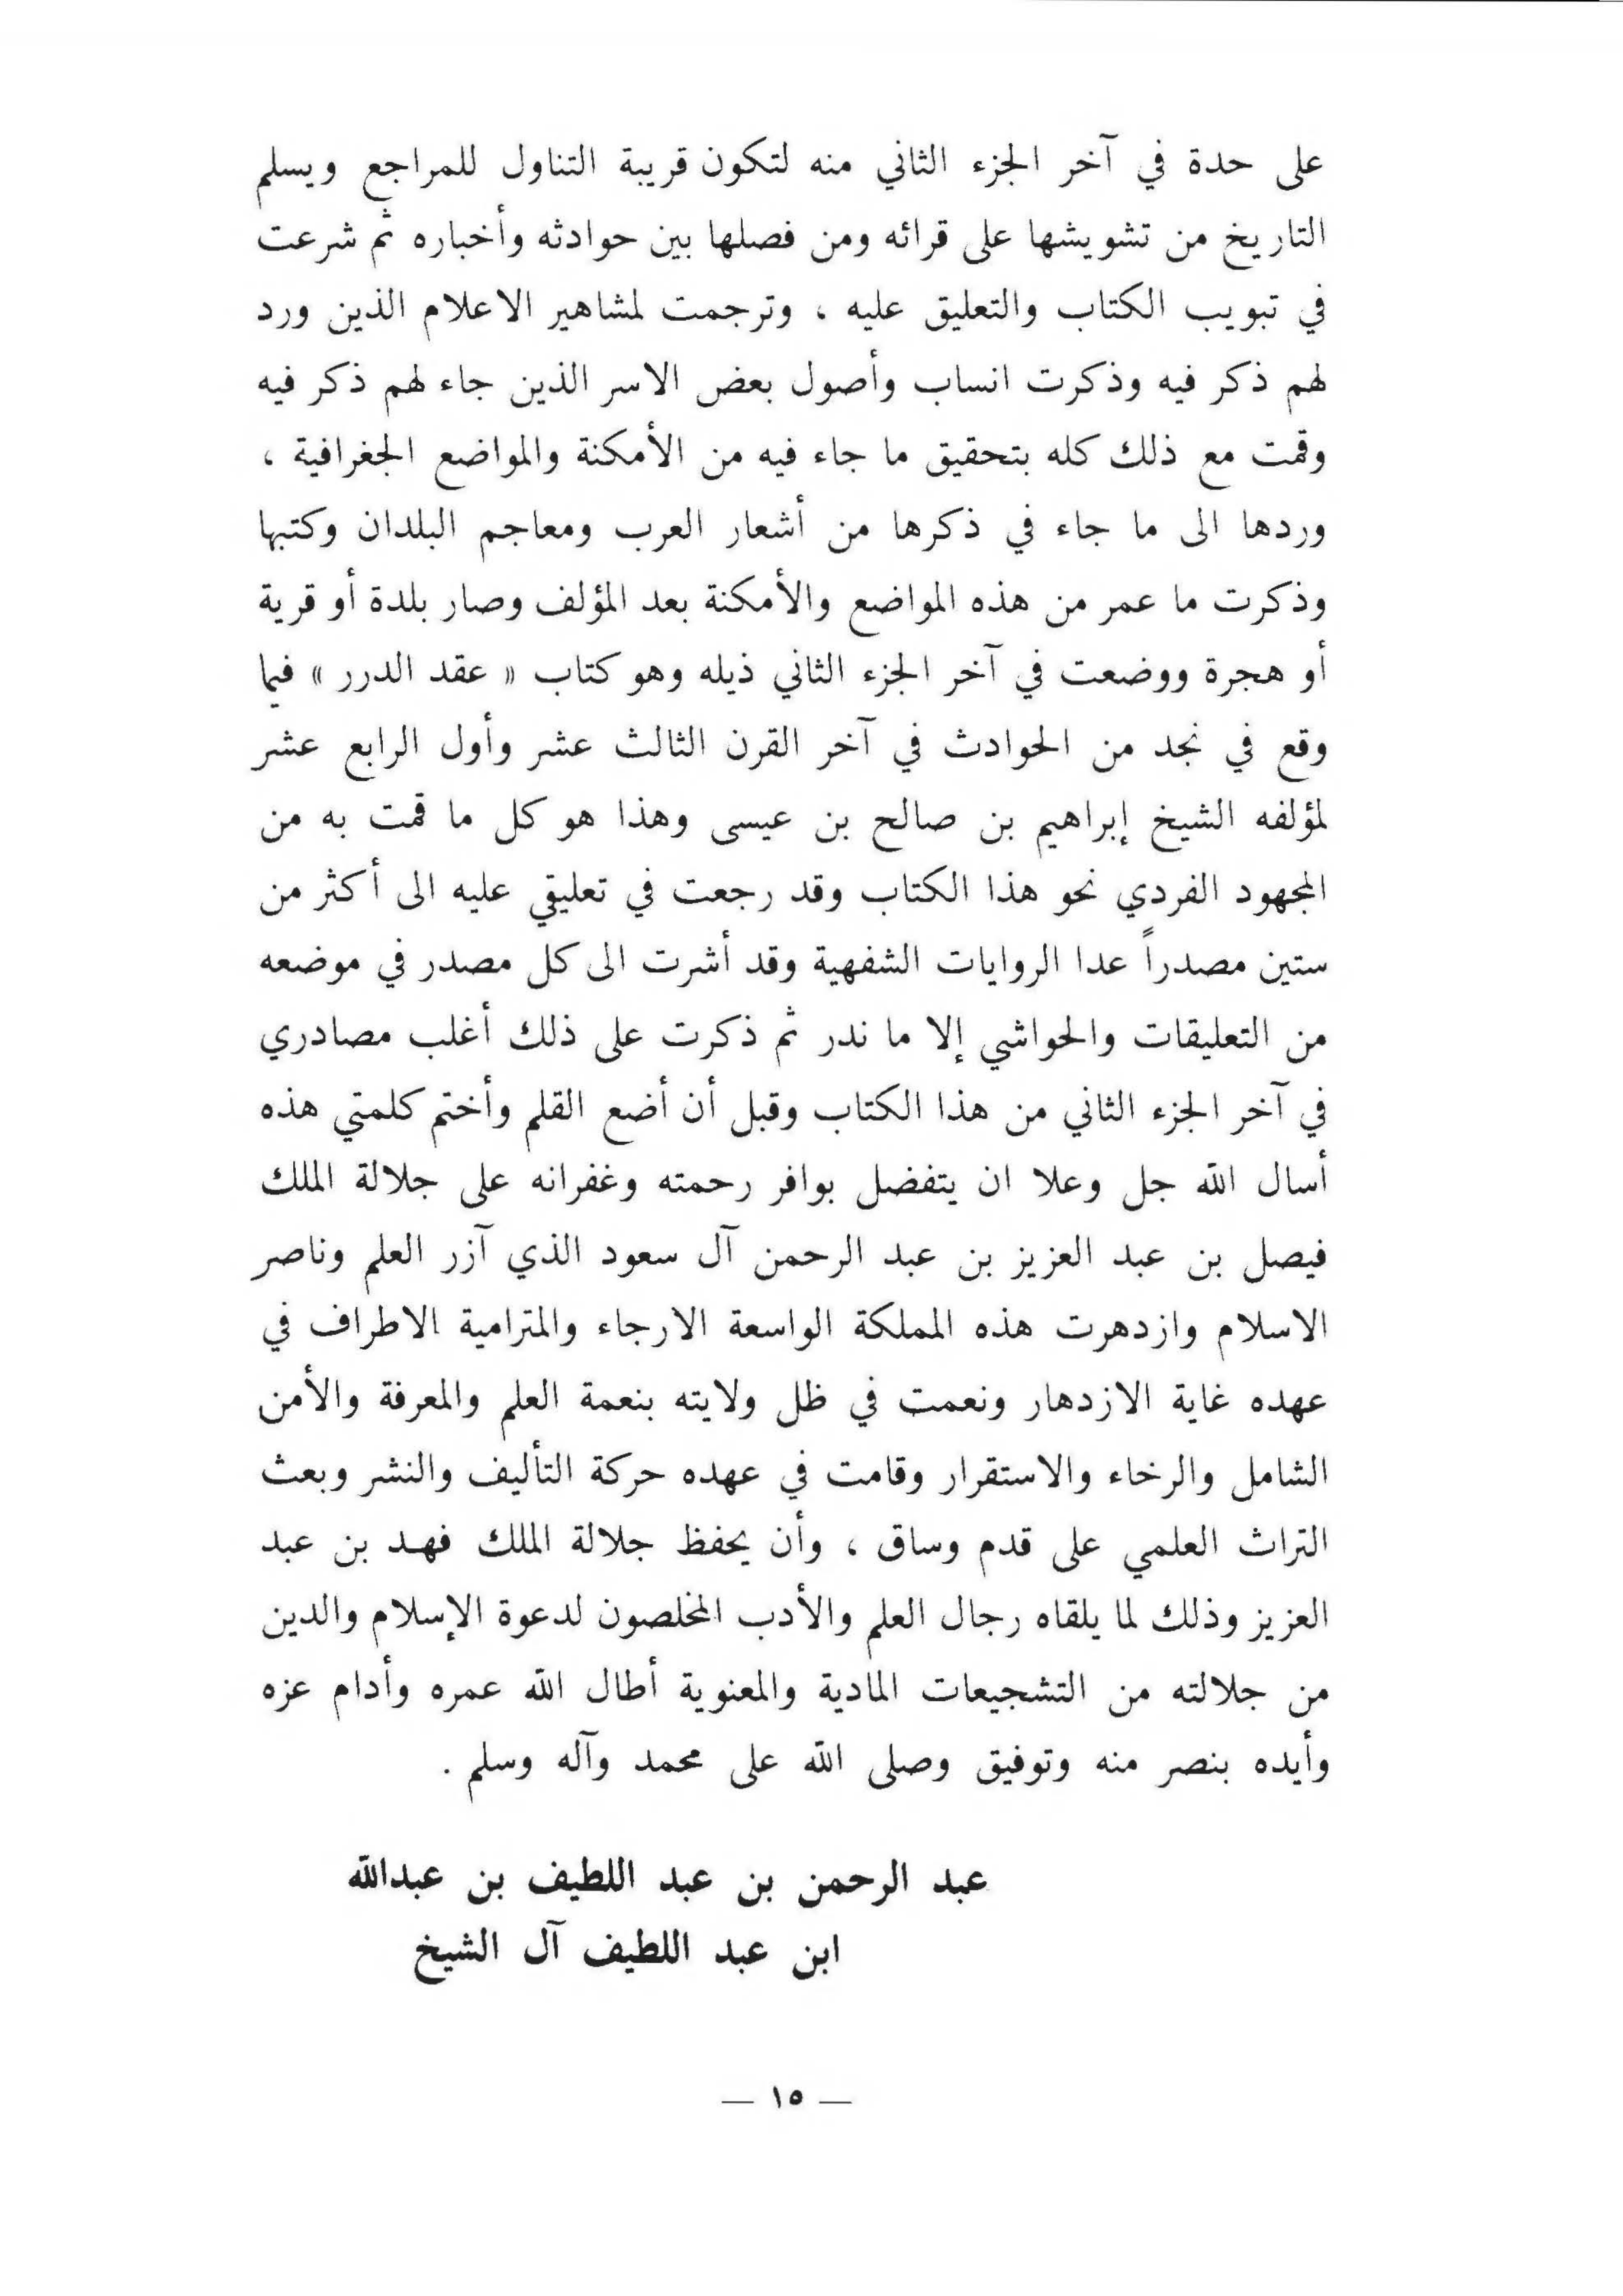 على حدة في آخر الجزء الثاني منه لتكون قريبة التناول للمراجع ويسلم
التاريخ من تشويشها على قرائه ومن فصلها بين حوادثه وأخباره ثم شرعت
في تبويب الكتاب والتعليق عليه ، وترجمت لمشاهير الاعلام الذين ورد
لهم ذكر فيه وذكرت انساب وأصول بعض الاسر الذين جاء لهم ذكر فيه
وقمت مع ذلك كله بتحقيق ما جاء فيه من الأمكنة والمواضع الجغرافية ،
وردها الى ما جاء في ذكرها من أشعار العرب ومعاجم البلدان وكتبها
وذكرت ما عمر من هذه المواضع والأمكنة بعد المؤلف وصار بلدة أو قرية
أو هجرة ووضعت في آخر الجزء الثاني ذيله وهو كتاب « عقد الدرر » فيما
وقع في نجد من الحوادث في آخر القرن الثالث عشر وأول الرابع عشر
لمؤلفه الشيخ إبراهيم بن صالح بن عيسى وهذا هو كل ما قمت به من
المجهود الفردي نحو هذا الكتاب وقد رجعت في تعليقي عليه الى أكثر من
ستين مصدراً عدا الروايات الشفهية وقد أشرت الى كل مصدر في موضعه
من التعليقات والحواشي إلا ما ندر ثم ذكرت على ذلك أغلب مصادري
في آخر الجزء الثاني من هذا الكتاب وقبل أن أضع القلم وأختم كلمتي هذه
أسال الله جل وعلا ان يتفضل بوافر رحمته وغفرانه على جلالة الملك
فيصل بن عبد العزيز بن عبد الرحمن آل سعود الذي آزر العلم وناصر
الاسلام وازدهرت هذه المملكة الواسعة الارجاء والمترامية الاطراف في
عهده غاية الازدهار ونعمت في ظل ولايته بنعمة العلم والمعرفة والأمن
الشامل والرخاء والاستقرار وقامت في عهده حركة التأليف والنشر وبعث
التراث العلمي على قدم وساق ، وأن يحفظ جلالة الملك فهد بن عبد
العزيز وذلك لما يلقاه رجال العلم والأدب المخلصون لدعوة الإسلام والدين
من جلالته من التشجيعات المادية والمعنوية أطال الله عمره وأدام عزه
وأيده بنصر منه وتوفيق وصلى الله على محمد وآله وسلم .
عبد الرحمن بن عبد اللطيف بن عبدالله
ابن عبد اللطيف آل الشيخ
— ١٥ —